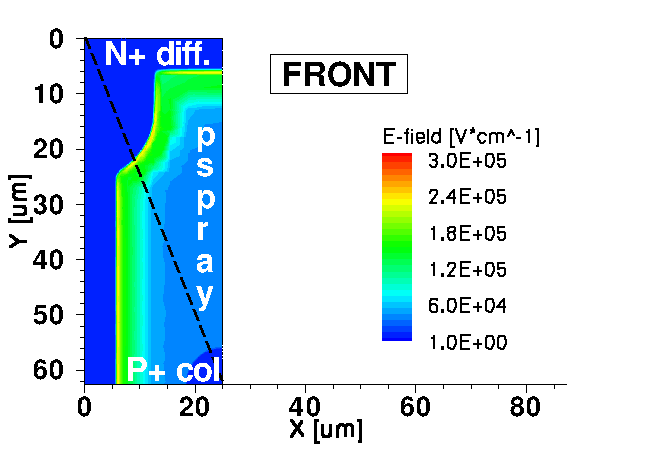 N+ diff.
FRONT
pspray
P+ col
E-field [V*cm^-1]
3.0E+05
2.4E+05
1.8E+05
1.2E+05
6.0E+04
1.0E+00
Y [um]
0
10
20
30
40
50
60
0 20 40 60 80
X [um]